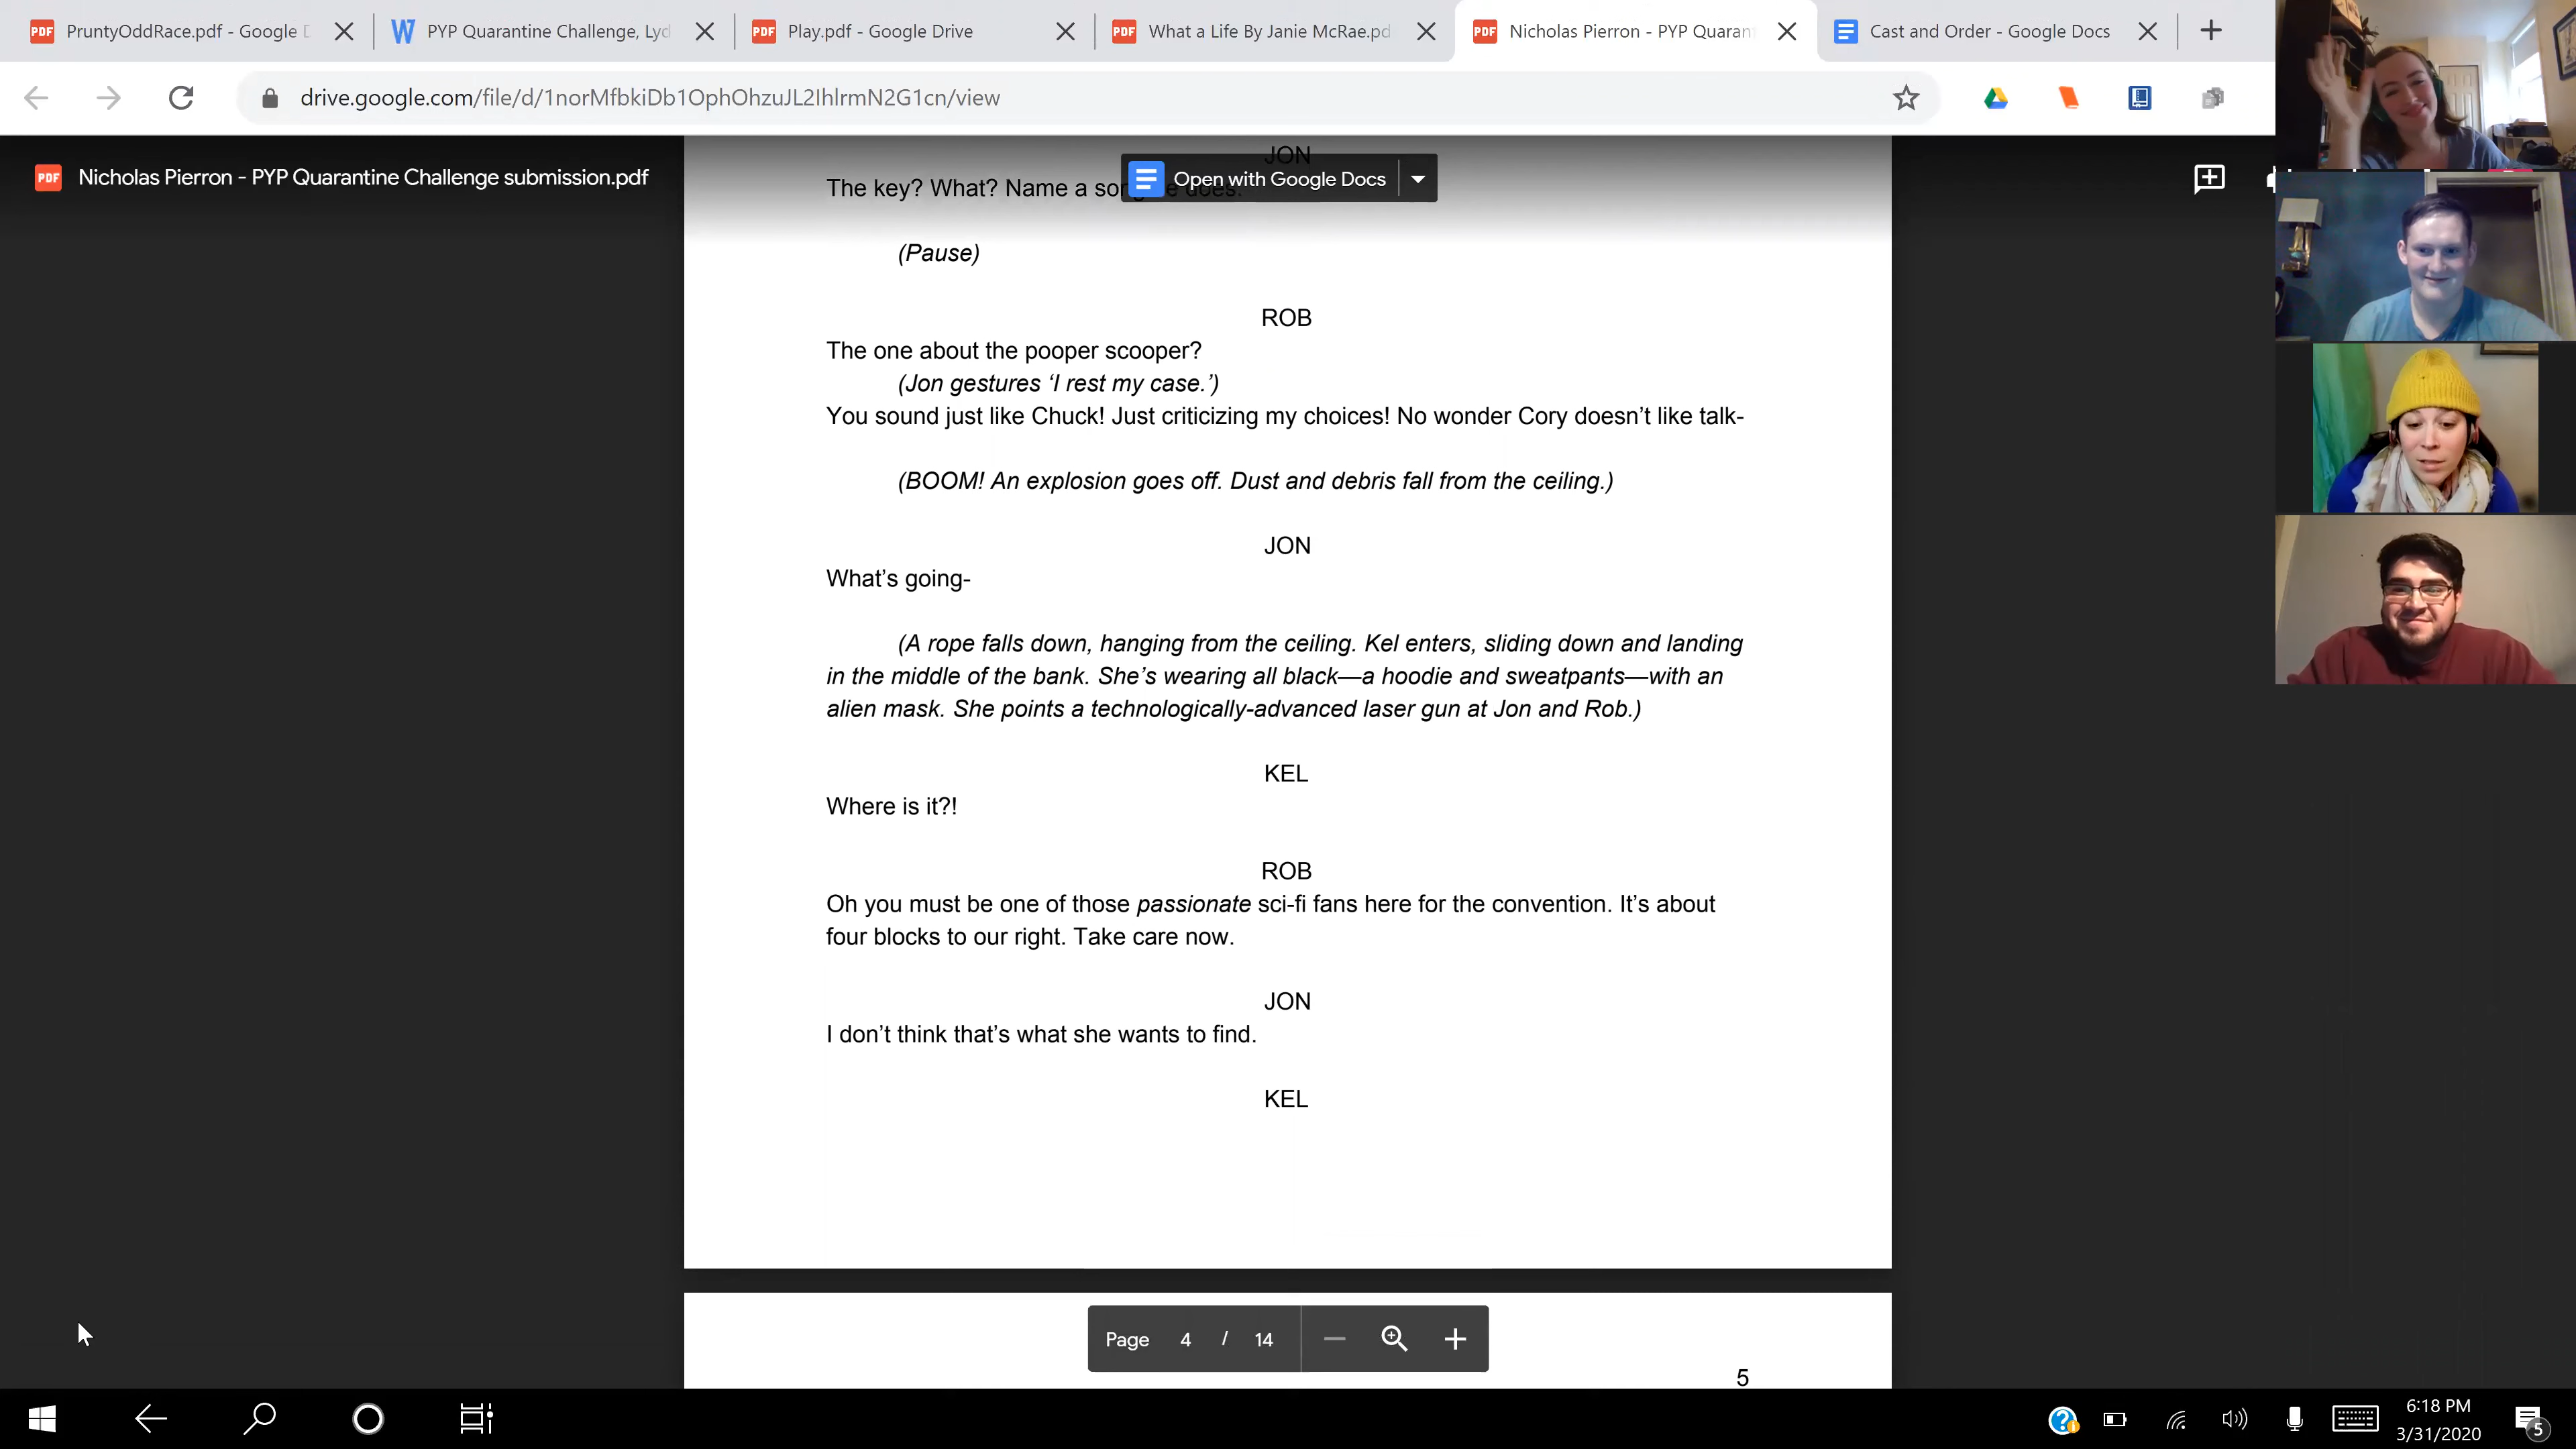 PruntyOddRace.pdf - Google D
PYP Quarantine Challenge, Lyd
Play.pdf - Google Drive
What a Life By Janie McRae.pd
Nicholas Pierron - PYP Quaran
Cast and Order - Google Docs
drive.google.com/file/d/1norMfbkiDb1OphOhzuJL2IhlrmN2G1cn/view
PDF Nicholas Pierron - PYP Quarantine Challenge submission.pdf
Open with Google Docs
JON
The key? What? Name a does.
(Pause)
ROB
The one about the pooper scooper?
(Jon gestures ‘I rest my case.’)
You sound just like Chuck! Just criticizing my choices! No wonder Cory doesn’t like talk-
(BOOM! An explosion goes off. Dust and debris fall from the ceiling.)
JON
What’s going-
(A rope falls down, hanging from the ceiling. Kel enters, sliding down and landing
in the middle of the bank. She’s wearing all black—a hoodie and sweatpants—with an
alien mask. She points a technologically-advanced laser gun at Jon and Rob.)
KEL
Where is it?!
ROB
Oh you must be one of those passionate sci-fi fans here for the convention. It’s about
four blocks to our right. Take care now.
JON
I don’t think that’s what she wants to find.
KEL
Page 4 / 14
5
6:18 PM
3/31/2020
5